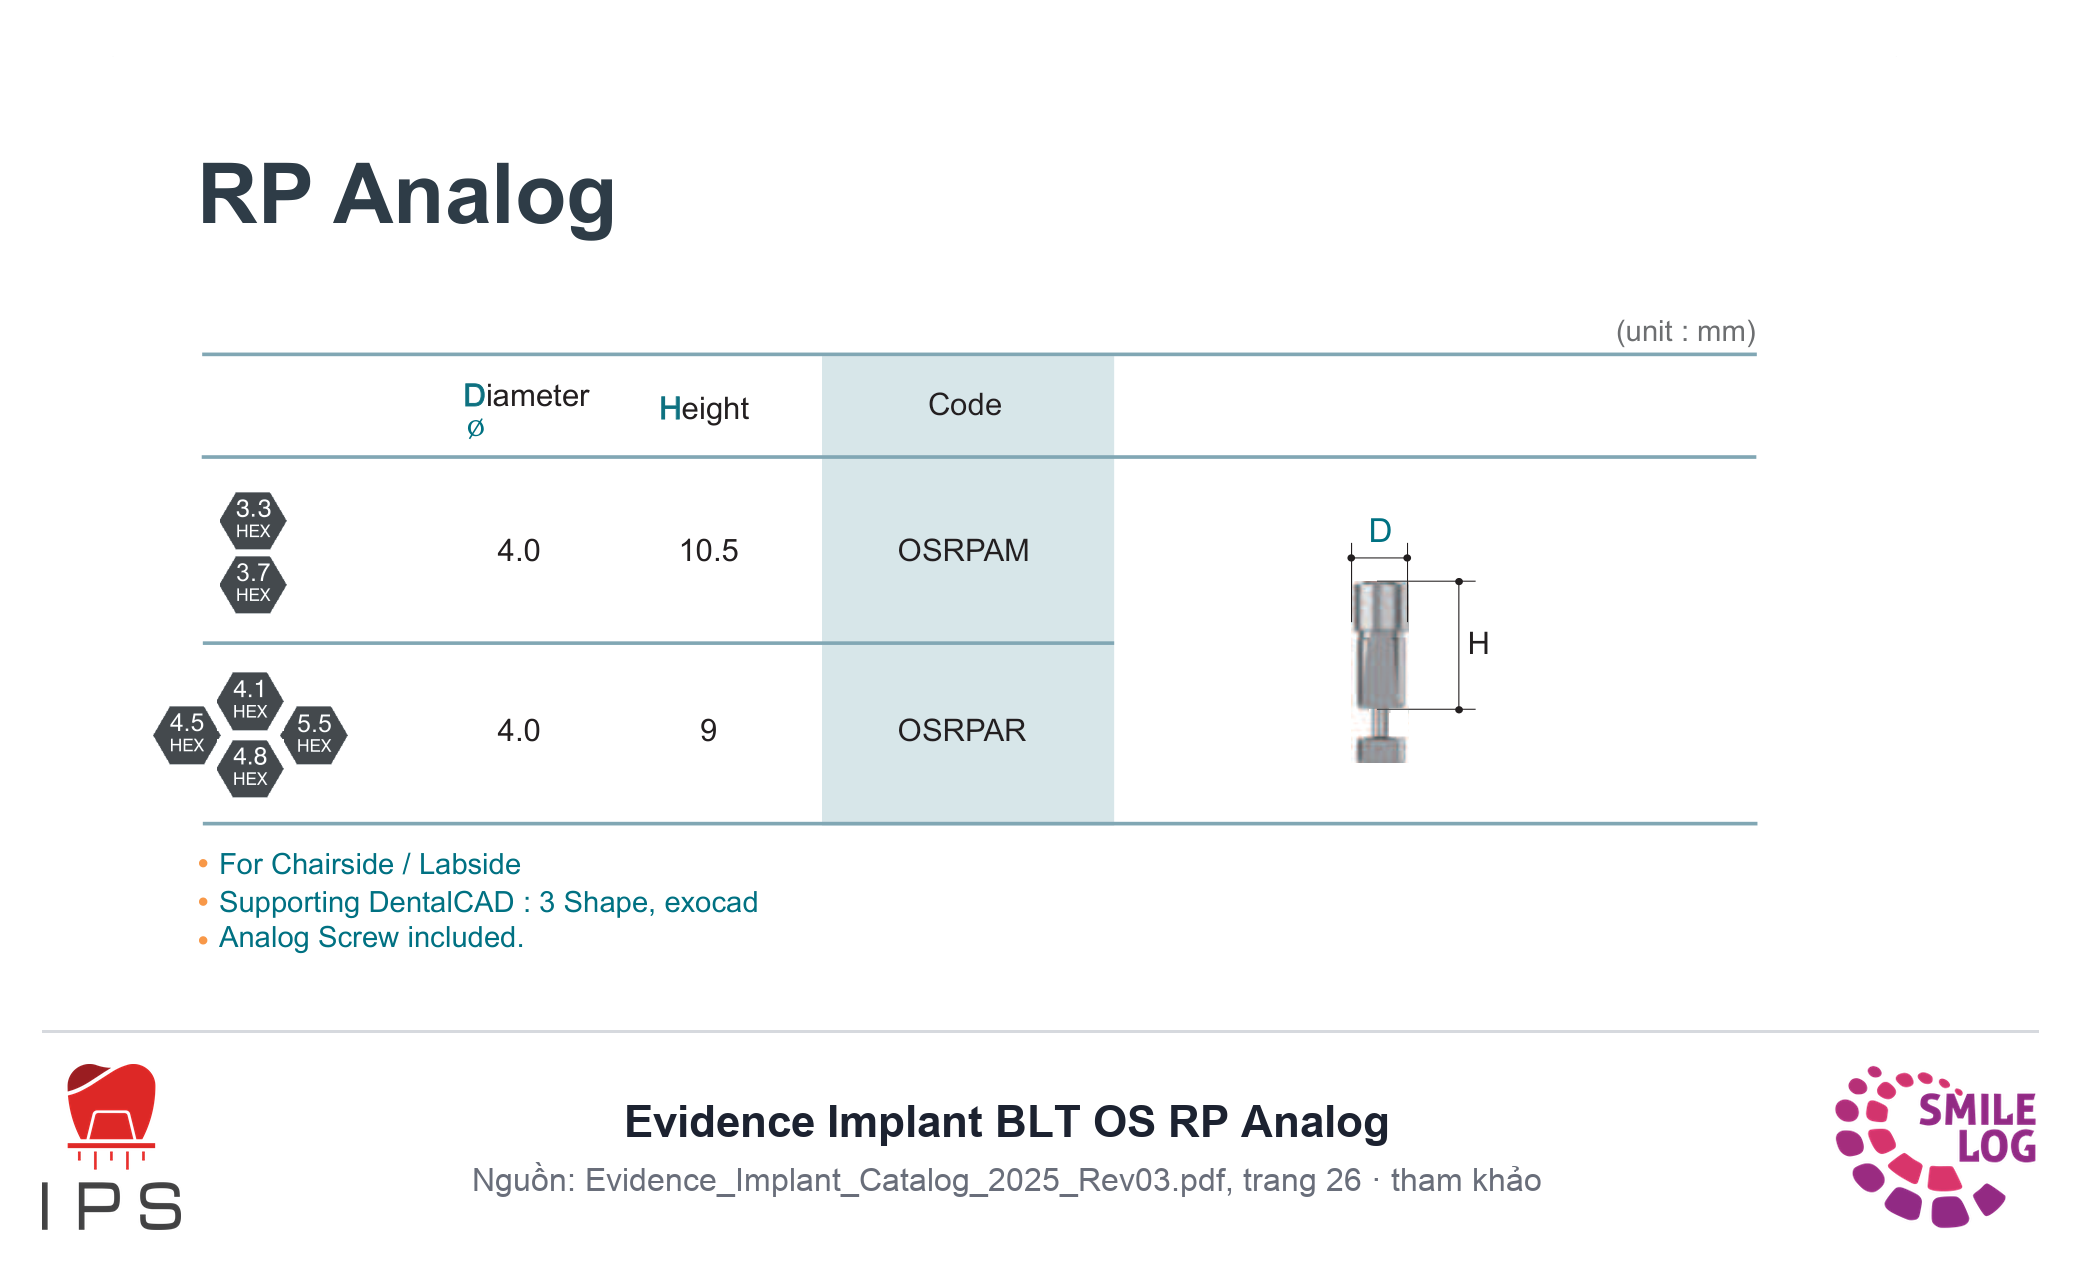 RP Analog
(unit : mm)
Diameter Ø Height Code
3.3 HEX
3.7 HEX
4.0 10.5 OSRPAM
4.1 HEX
4.5 HEX
5.5 HEX
4.8 HEX
4.0 9 OSRPAR
D
H
• For Chairside / Labside
• Supporting DentalCAD : 3 Shape, exocad
• Analog Screw included.
IPS
Evidence Implant BLT OS RP Analog
Nguồn: Evidence_Implant_Catalog_2025_Rev03.pdf, trang 26 · tham khảo
SMILE
LOG